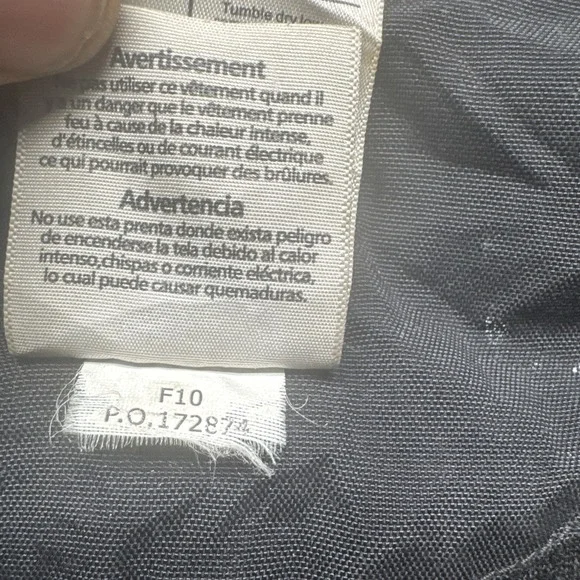 Tumble dry low
Avertissement
pas utiliser ce vêtement quand il
y a un danger que le vêtement prenne
feu à cause de la chaleur intense,
d'étincelles ou de courant électrique
ce qui pourrait provoquer des brûlures.
Advertencia
No use esta prenta donde exista peligro
de encenderse la tela debido al calor
intenso,chispas o corriente eléctrica,
lo cual puede causar quemaduras.
F10
P.O.172874